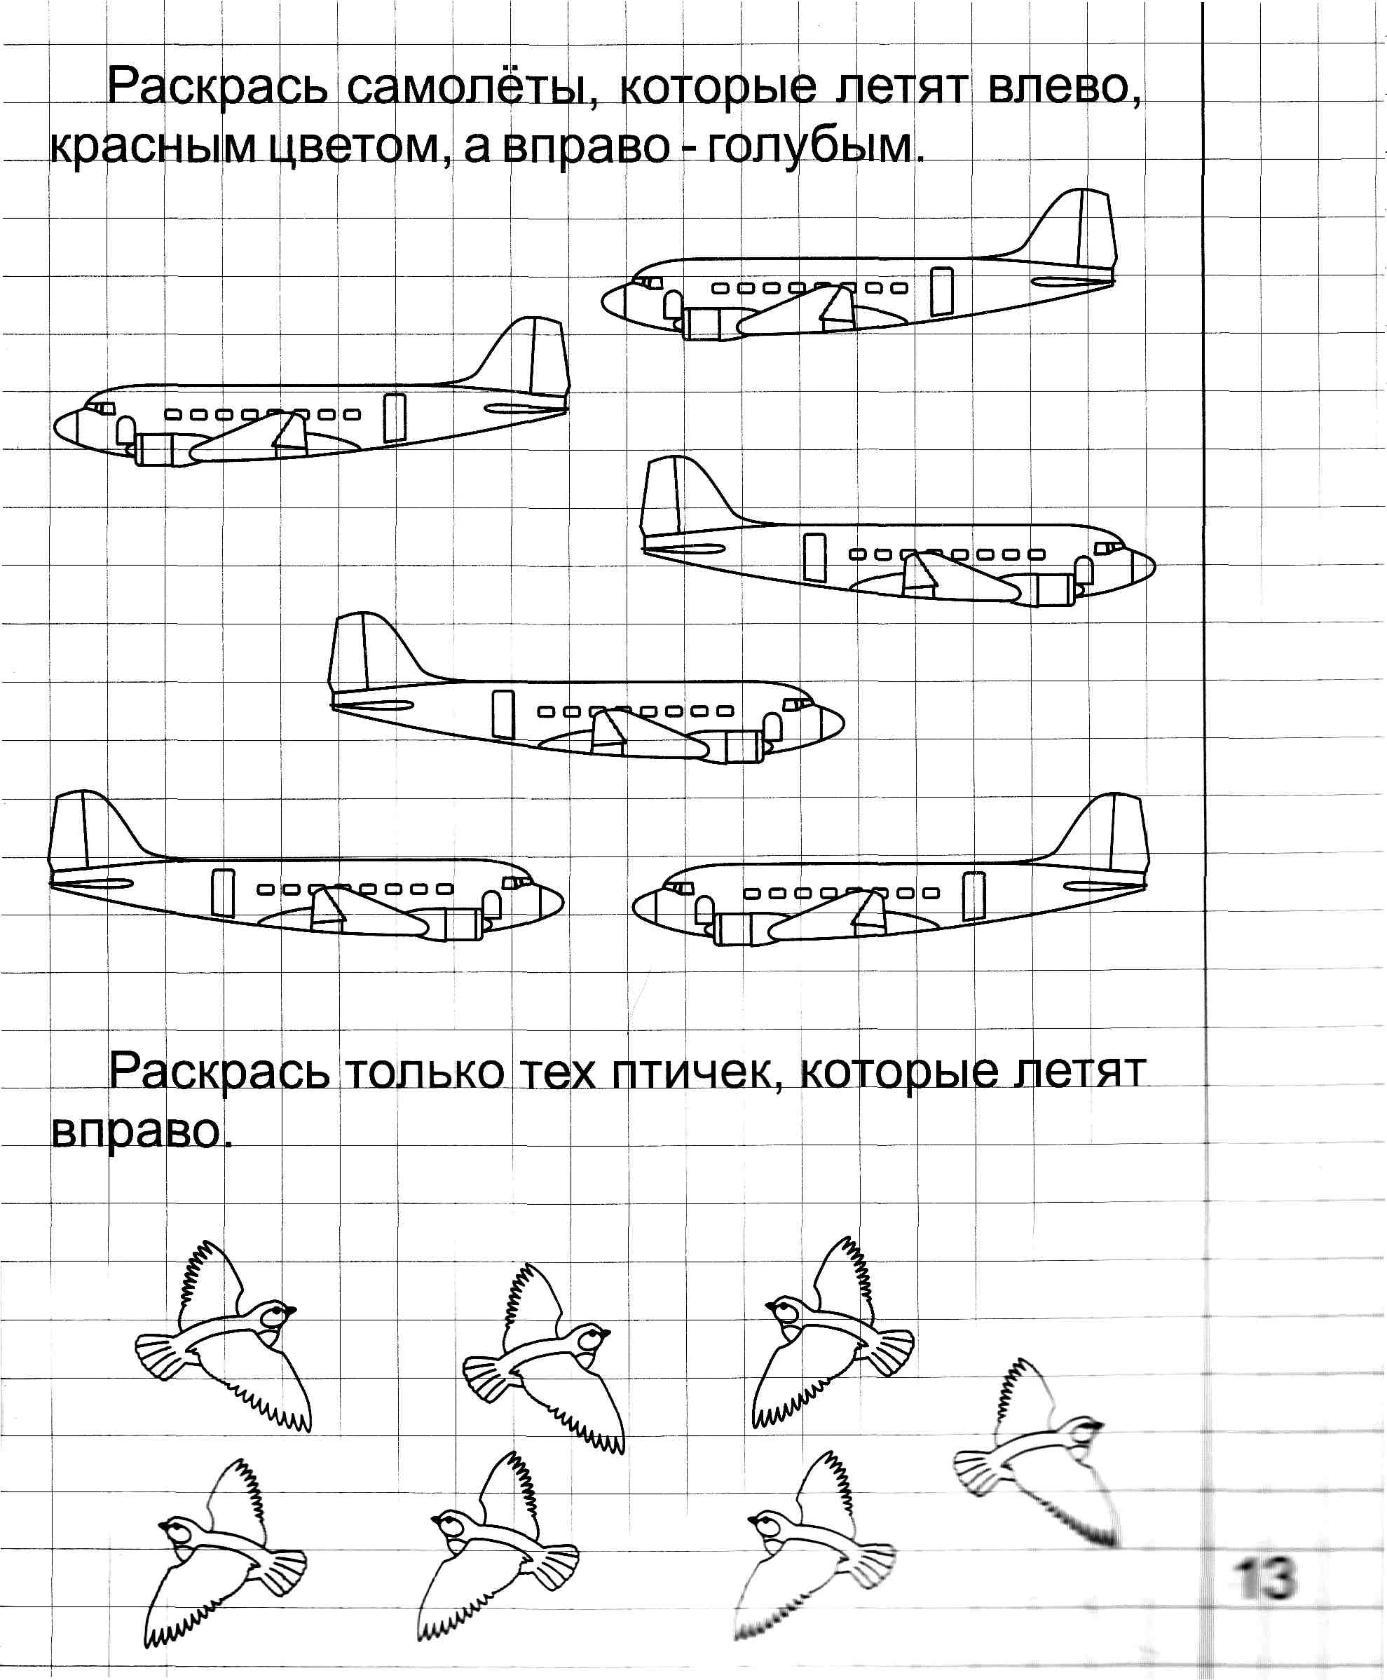 Раскрась самолёты, которые летят влево,
красным цветом, а вправо - голубым.
Раскрась только тех птичек, которые летят
вправо.
13